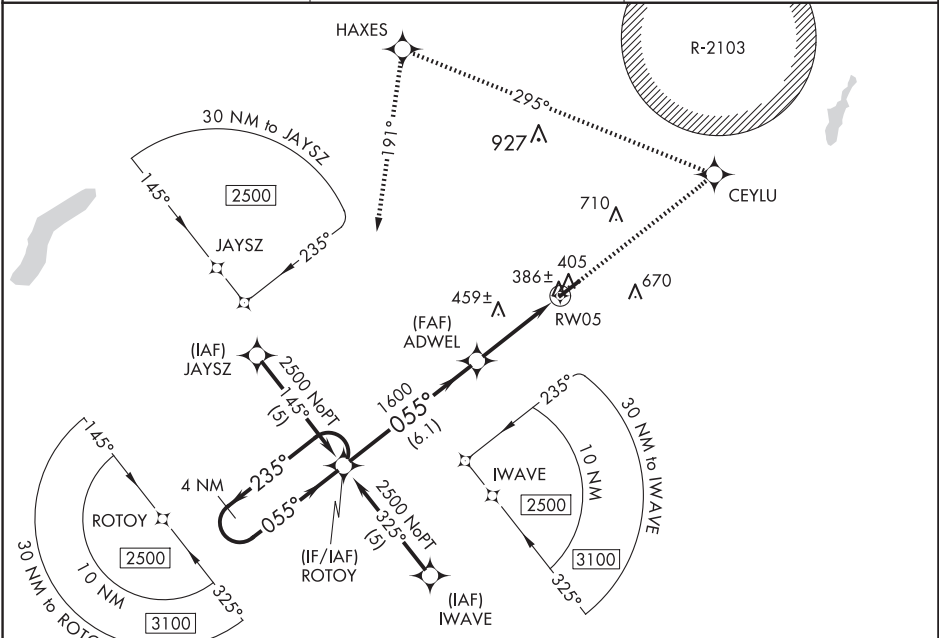 HAXES
R-2103
295°
191°
927
CEYLU
30 NM to JAYSZ
2500
145°
JAYSZ
235°
710
405
386±
670
459±
RW05
(FAF)
ADWEL
(IAF)
JAYSZ
2500 NoPT
145°
(5)
1600
055°
(6.1)
235°
30 NM to IWAVE
10 NM
IWAVE
2500
3100
325°
145°
4 NM
235°
055°
ROTOY
2500
10 NM
325°
3100
30 NM to
(IF/IAF)
ROTOY
2500 NoPT
325°
(5)
(IAF)
IWAVE